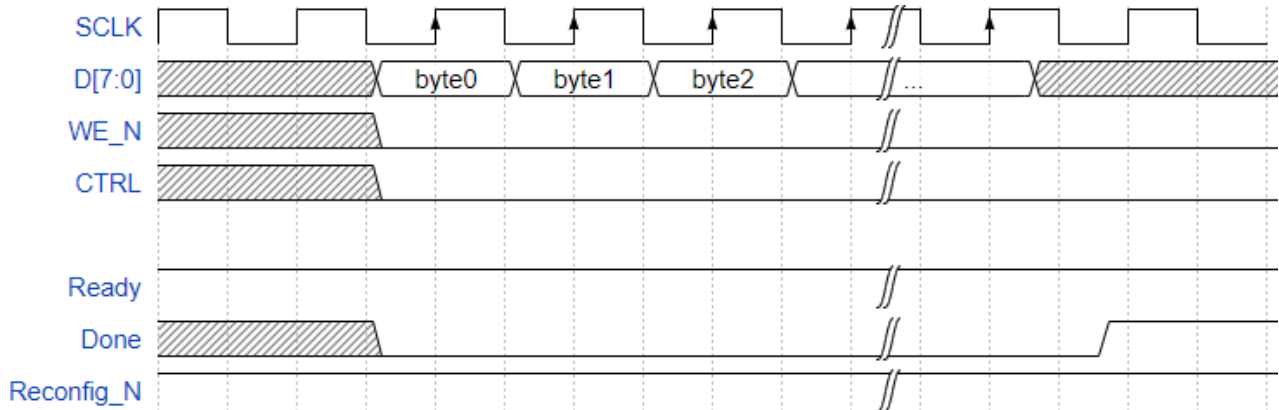 SCLK
D[7:0] byte0 byte1 byte2 ...
WE_N
CTRL
Ready
Done
Reconfig_N